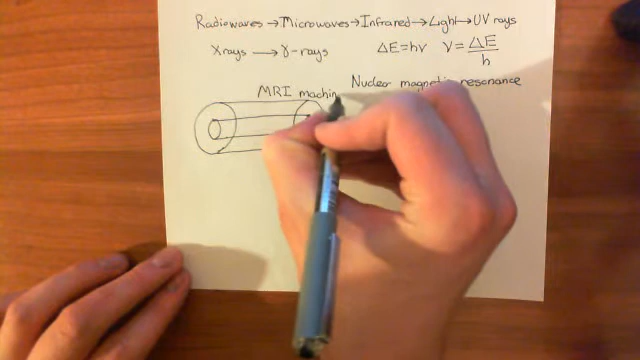 Radiowaves → Microwaves → Infrared → Light → UV rays
Xrays → γ-rays ΔE=hν ν=ΔE/h
Nuclear magnetic resonance
MRI machin